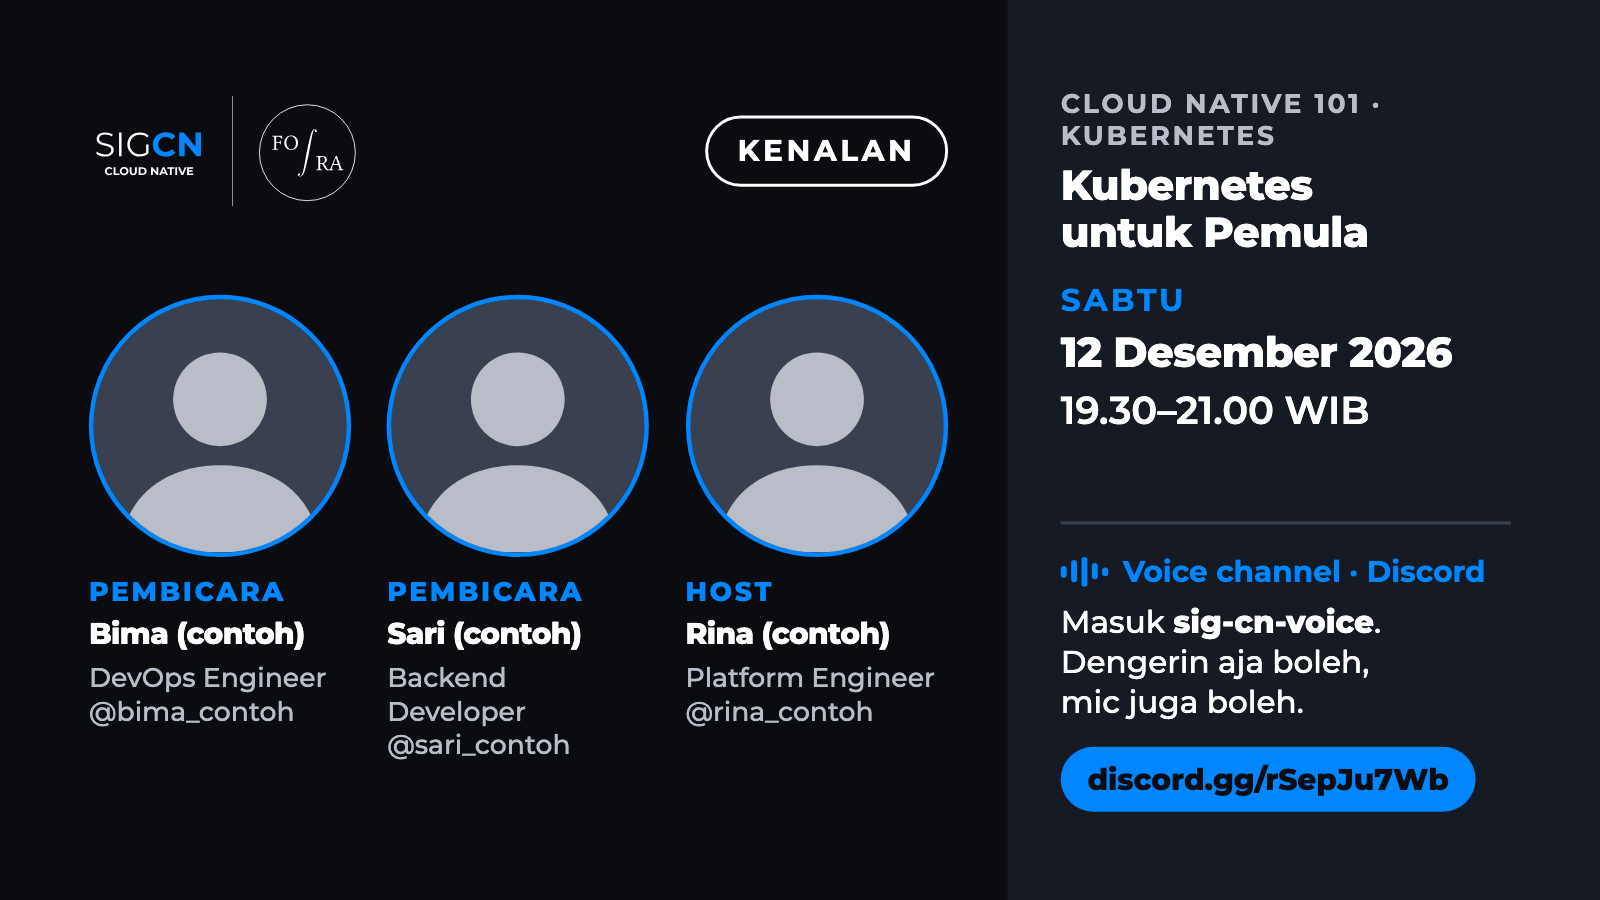 SIGCN
CLOUD NATIVE
FO
RA
KENALAN
PEMBICARA
Bima (contoh)
DevOps Engineer
@bima_contoh
PEMBICARA
Sari (contoh)
Backend
Developer
@sari_contoh
HOST
Rina (contoh)
Platform Engineer
@rina_contoh
CLOUD NATIVE 101 ·
KUBERNETES
Kubernetes
untuk Pemula
SABTU
12 Desember 2026
19.30–21.00 WIB
Voice channel · Discord
Masuk sig-cn-voice.
Dengerin aja boleh,
mic juga boleh.
discord.gg/rSepJu7Wb